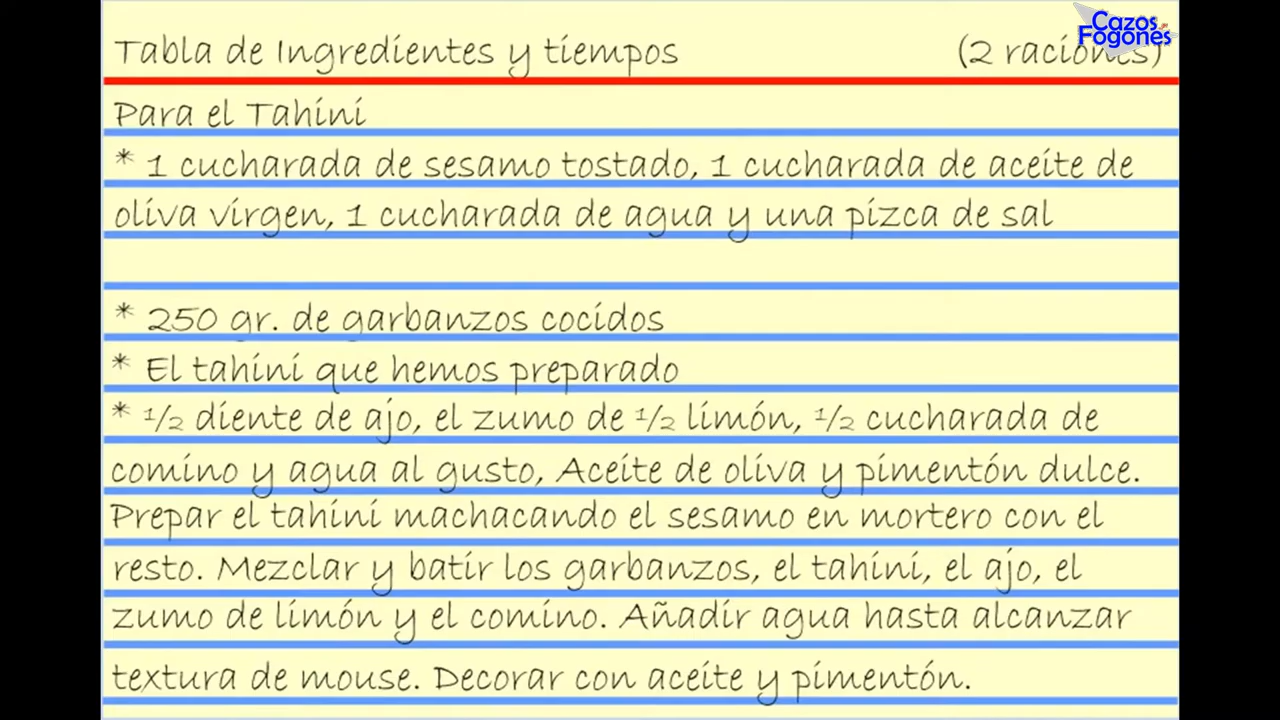 Cazos
Fogones
Tabla de Ingredientes y tiempos (2 raciones)
Para el Tahini
* 1 cucharada de sesamo tostado, 1 cucharada de aceite de
oliva virgen, 1 cucharada de agua y una pizca de sal
* 250 gr. de garbanzos cocidos
* El tahini que hemos preparado
* 1/2 diente de ajo, el zumo de 1/2 limón, 1/2 cucharada de
comino y agua al gusto, Aceite de oliva y pimentón dulce.
Prepar el tahini machacando el sesamo en mortero con el
resto. Mezclar y batir los garbanzos, el tahini, el ajo, el
zumo de limón y el comino. Añadir agua hasta alcanzar
textura de mouse. Decorar con aceite y pimentón.